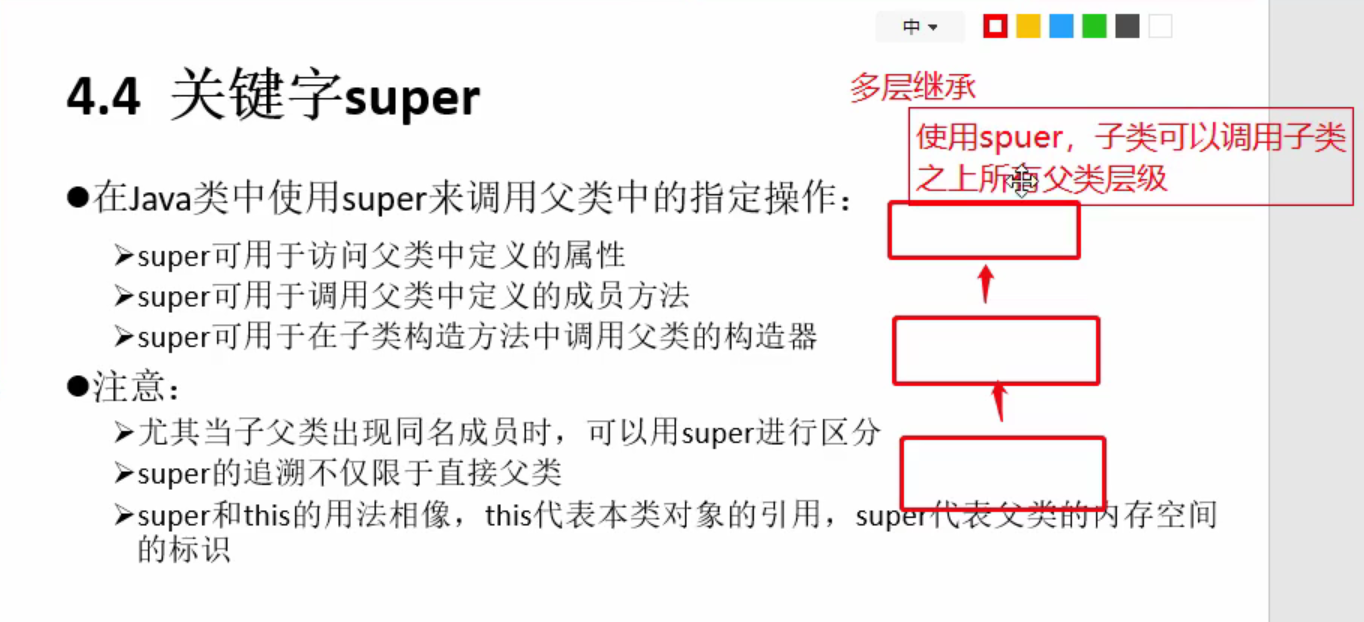 中
4.4 关键字super
多层继承
使用spuer，子类可以调用子类
之上所有父类层级
●在Java类中使用super来调用父类中的指定操作：
➢super可用于访问父类中定义的属性
➢super可用于调用父类中定义的成员方法
➢super可用于在子类构造方法中调用父类的构造器
●注意：
➢尤其当子父类出现同名成员时，可以用super进行区分
➢super的追溯不仅限于直接父类
➢super和this的用法相像，this代表本类对象的引用，super代表父类的内存空间
的标识